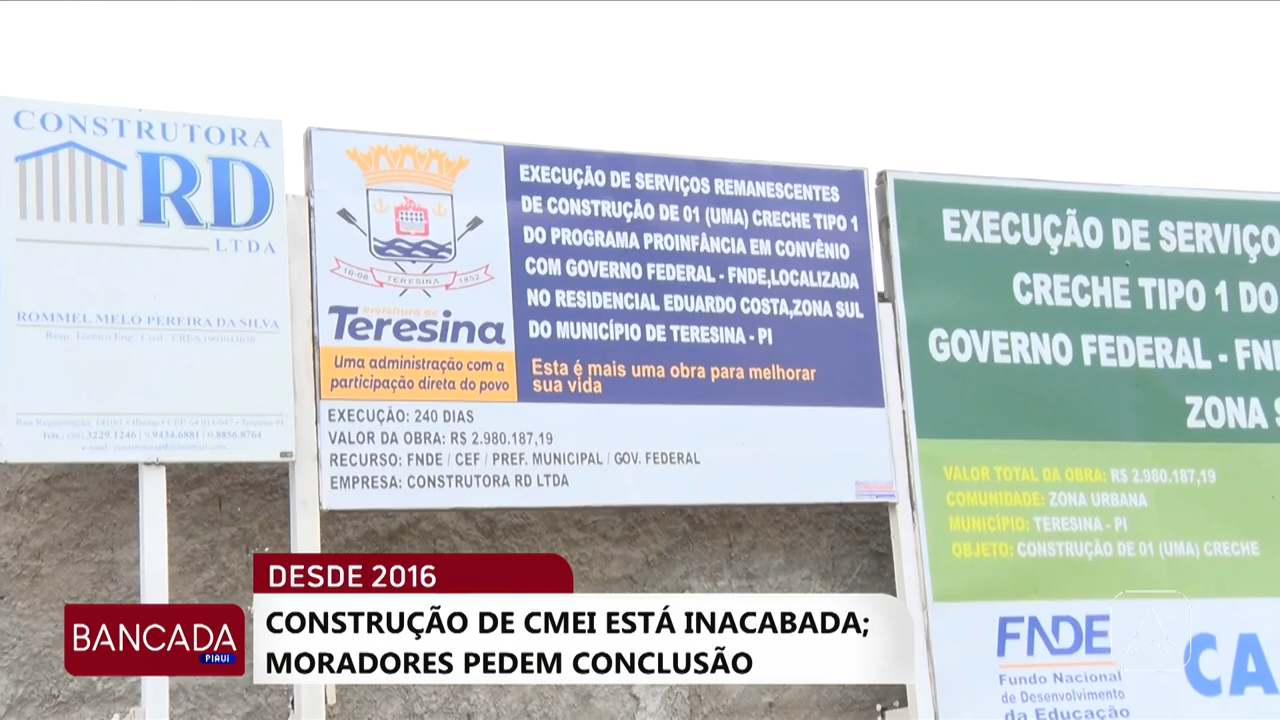 CONSTRUTORA
RD
LTDA
ROMMEL MELO PEREIRA DA SILVA
16-08 TERESINA 1852
prefeitura de
Teresina
Uma administração com a
participação direta do povo
EXECUÇÃO DE SERVIÇOS REMANESCENTES
DE CONSTRUÇÃO DE 01 (UMA) CRECHE TIPO 1
DO PROGRAMA PROINFÂNCIA EM CONVÊNIO
COM GOVERNO FEDERAL - FNDE,LOCALIZADA
NO RESIDENCIAL EDUARDO COSTA,ZONA SUL
DO MUNICÍPIO DE TERESINA - PI
Esta é mais uma obra para melhorar
sua vida
EXECUÇÃO: 240 DIAS
VALOR DA OBRA: R$ 2.980.187,19
RECURSO: FNDE / CEF / PREF. MUNICIPAL / GOV. FEDERAL
EMPRESA: CONSTRUTORA RD LTDA
EXECUÇÃO DE SERVIÇO
CRECHE TIPO 1 DO
GOVERNO FEDERAL - FND
ZONA S
VALOR TOTAL DA OBRA: R$ 2.980.187,19
COMUNIDADE: ZONA URBANA
MUNICÍPIO: TERESINA - PI
OBJETO: CONSTRUÇÃO DE 01 (UMA) CRECHE
FNDE
Fundo Nacional
de Desenvolvimento
da Educação
CA
DESDE 2016
BANCADA
PIAUÍ
CONSTRUÇÃO DE CMEI ESTÁ INACABADA;
MORADORES PEDEM CONCLUSÃO